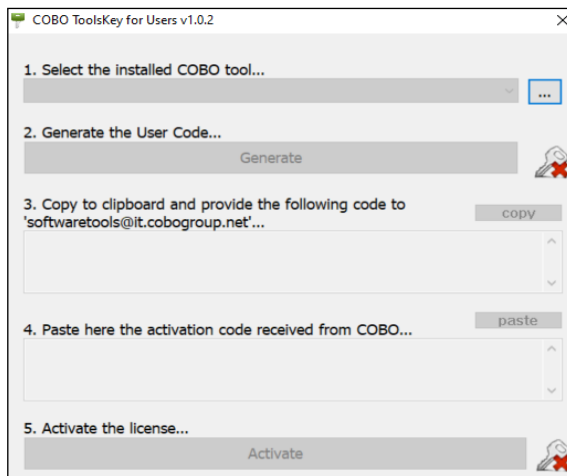 COBO ToolsKey for Users v1.0.2
1. Select the installed COBO tool...
...
2. Generate the User Code...
Generate
3. Copy to clipboard and provide the following code to
'softwaretools@it.cobogroup.net'...
copy
4. Paste here the activation code received from COBO...
paste
5. Activate the license...
Activate